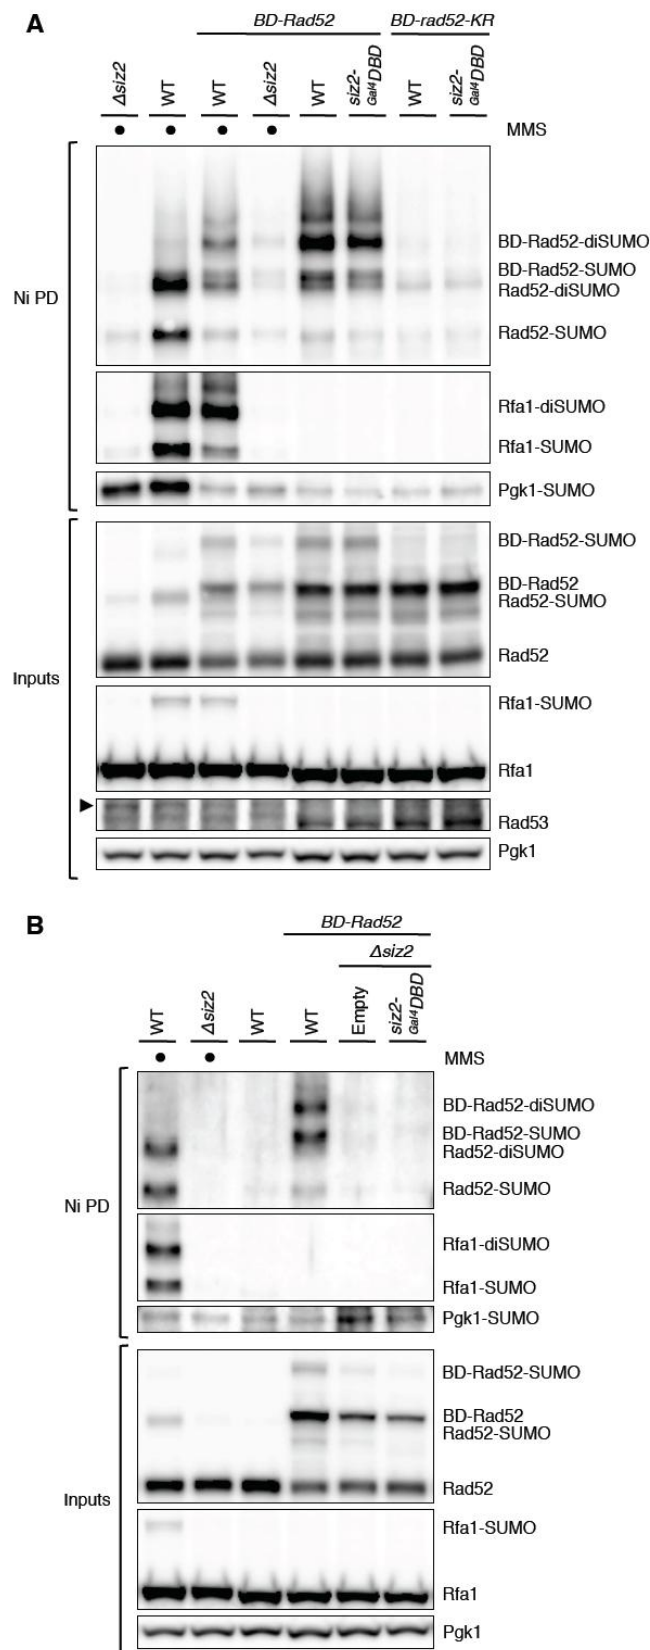 A
BD-Rad52
BD-rad52-KR
Δsiz2
WT
WT
Δsiz2
WT
siz2-
Gal4DBD
WT
siz2-
Gal4DBD
MMS
Ni PD
BD-Rad52-diSUMO
BD-Rad52-SUMO
Rad52-diSUMO
Rad52-SUMO
Rfa1-diSUMO
Rfa1-SUMO
Pgk1-SUMO
Inputs
BD-Rad52-SUMO
BD-Rad52
Rad52-SUMO
Rad52
Rfa1-SUMO
Rfa1
Rad53
Pgk1
B
BD-Rad52
Δsiz2
WT
Δsiz2
WT
WT
Empty
siz2-
Gal4DBD
MMS
Ni PD
BD-Rad52-diSUMO
BD-Rad52-SUMO
Rad52-diSUMO
Rad52-SUMO
Rfa1-diSUMO
Rfa1-SUMO
Pgk1-SUMO
Inputs
BD-Rad52-SUMO
BD-Rad52
Rad52-SUMO
Rad52
Rfa1-SUMO
Rfa1
Pgk1